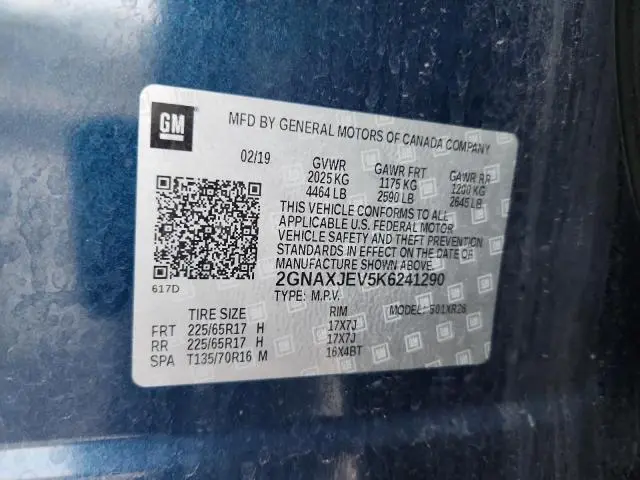 GM
MFD BY GENERAL MOTORS OF CANADA COMPANY
02/19 GVWR GAWR FRT GAWR RR
2025 KG 1175 KG 1200 KG
4464 LB 2590 LB 2645 LB
THIS VEHICLE CONFORMS TO ALL
APPLICABLE U.S. FEDERAL MOTOR
VEHICLE SAFETY AND THEFT PREVENTION
STANDARDS IN EFFECT ON THE DATE OF
MANUFACTURE SHOWN ABOVE.
617D 2GNAXJEV5K6241290
TYPE: M.P.V. MODEL: 501XR26
TIRE SIZE RIM
FRT 225/65R17 H 17X7J
RR 225/65R17 H 17X7J
SPA T135/70R16 M 16X4BT